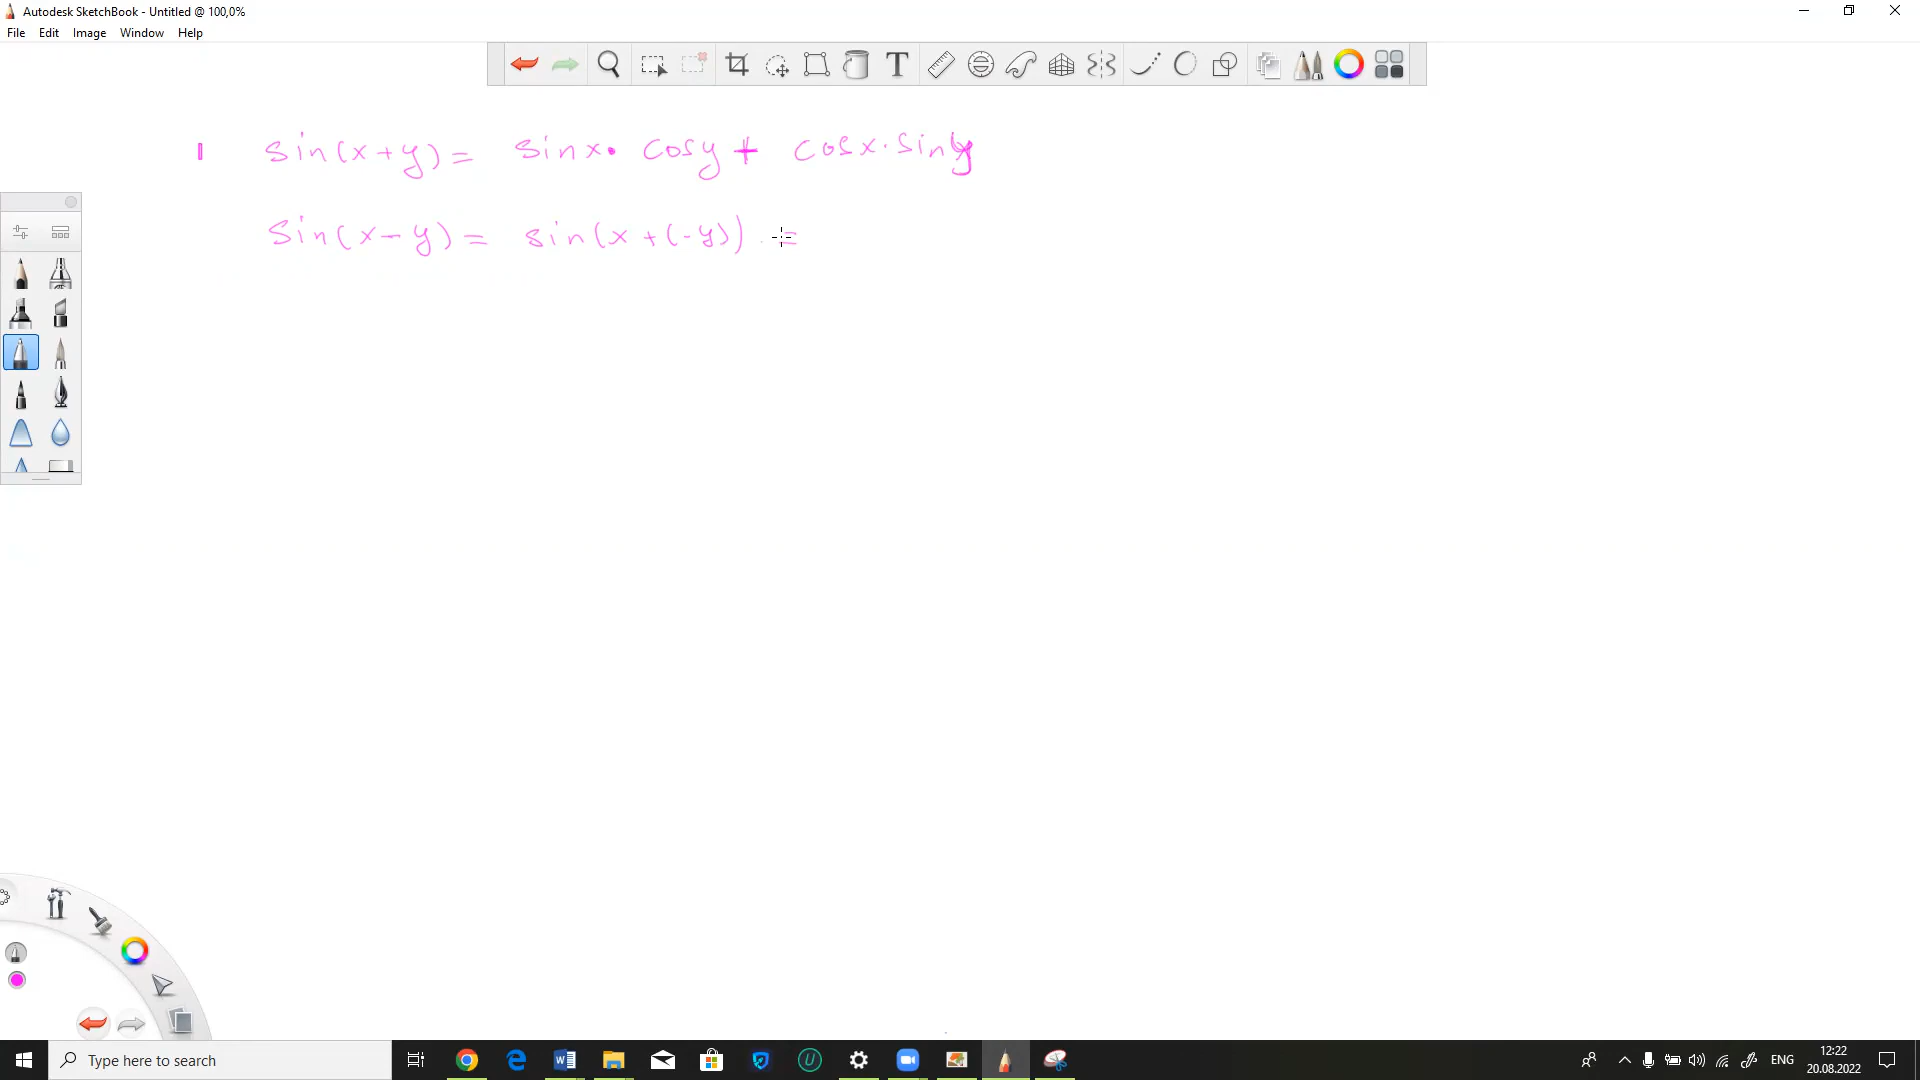 Autodesk SketchBook - Untitled @ 100,0%
File Edit Image Window Help
T
1 sin(x+y) = sinx· cosy + cosx·siny
sin(x-y) = sin(x+(-y)) =
Type here to search
ENG
12:22
20.08.2022